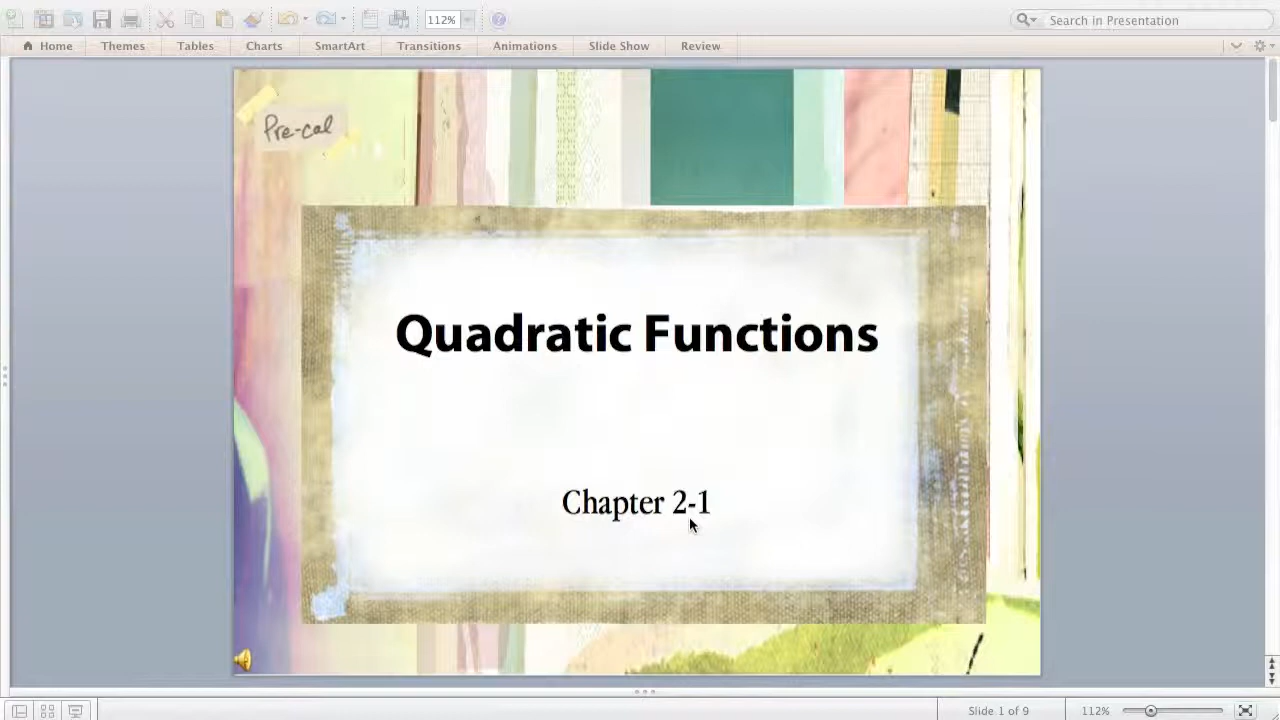 112%
Search in Presentation
Home Themes Tables Charts SmartArt Transitions Animations Slide Show Review
Pre-cal
Quadratic Functions
Chapter 2-1
Slide 1 of 9 112%